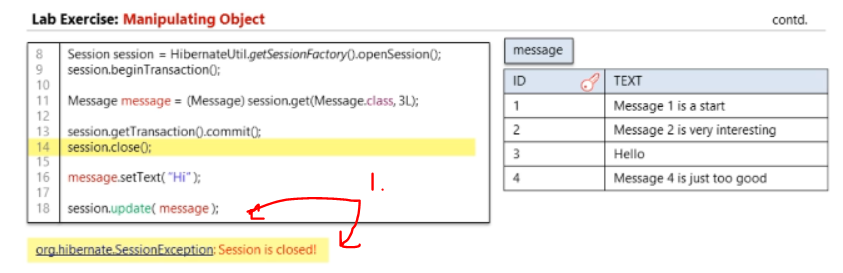 Lab Exercise: Manipulating Object contd.
8 Session session = HibernateUtil.getSessionFactory().openSession();
9 session.beginTransaction();
10
11 Message message = (Message) session.get(Message.class, 3L);
12
13 session.getTransaction().commit();
14 session.close();
15
16 message.setText( "Hi" );
17
18 session.update( message );
1.
org.hibernate.SessionException: Session is closed!
message
ID TEXT
1 Message 1 is a start
2 Message 2 is very interesting
3 Hello
4 Message 4 is just too good